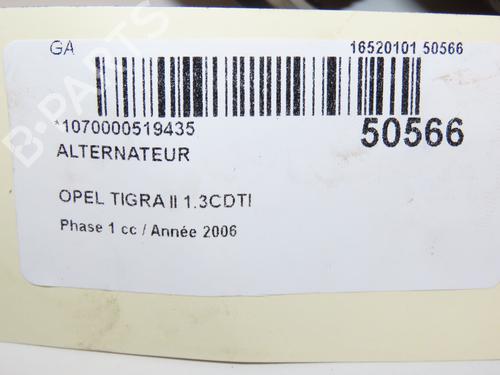 GA
16520101 50566
*1070000519435
50566
ALTERNATEUR
OPEL TIGRA II 1.3CDTI
Phase 1 cc / Année 2006
B-PARTS